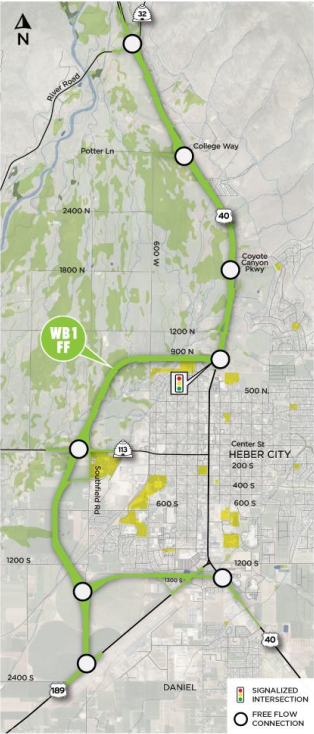 32
N
River Road
Potter Ln
College Way
2400 N
40
600 W
Coyote
Canyon
Pkwy
1800 N
1200 N
WB1
FF
900 N
500 N.
Center St
113
HEBER CITY
200 S
Southfield Rd
400 S
600 S
600 S
1200 S
1200 S
1300 S
40
2400 S
189
DANIEL
SIGNALIZED
INTERSECTION
FREE FLOW
CONNECTION